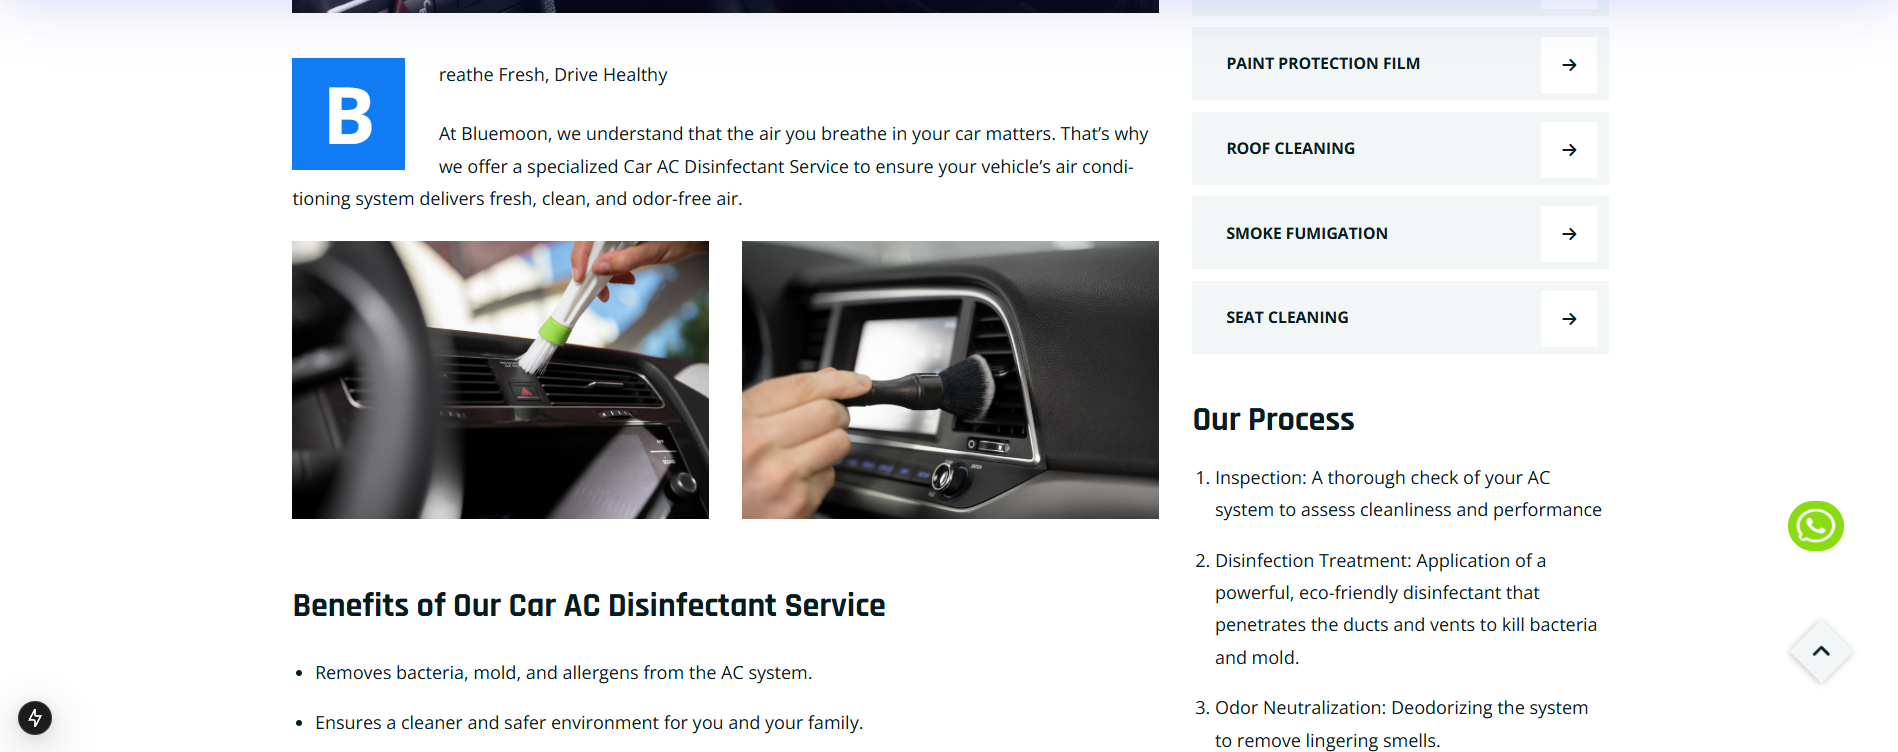 Breathe Fresh, Drive Healthy
At Bluemoon, we understand that the air you breathe in your car matters. That’s why
we offer a specialized Car AC Disinfectant Service to ensure your vehicle’s air condi-
tioning system delivers fresh, clean, and odor-free air.
Benefits of Our Car AC Disinfectant Service
• Removes bacteria, mold, and allergens from the AC system.
• Ensures a cleaner and safer environment for you and your family.
PAINT PROTECTION FILM
ROOF CLEANING
SMOKE FUMIGATION
SEAT CLEANING
Our Process
1. Inspection: A thorough check of your AC
system to assess cleanliness and performance
2. Disinfection Treatment: Application of a
powerful, eco-friendly disinfectant that
penetrates the ducts and vents to kill bacteria
and mold.
3. Odor Neutralization: Deodorizing the system
to remove lingering smells.